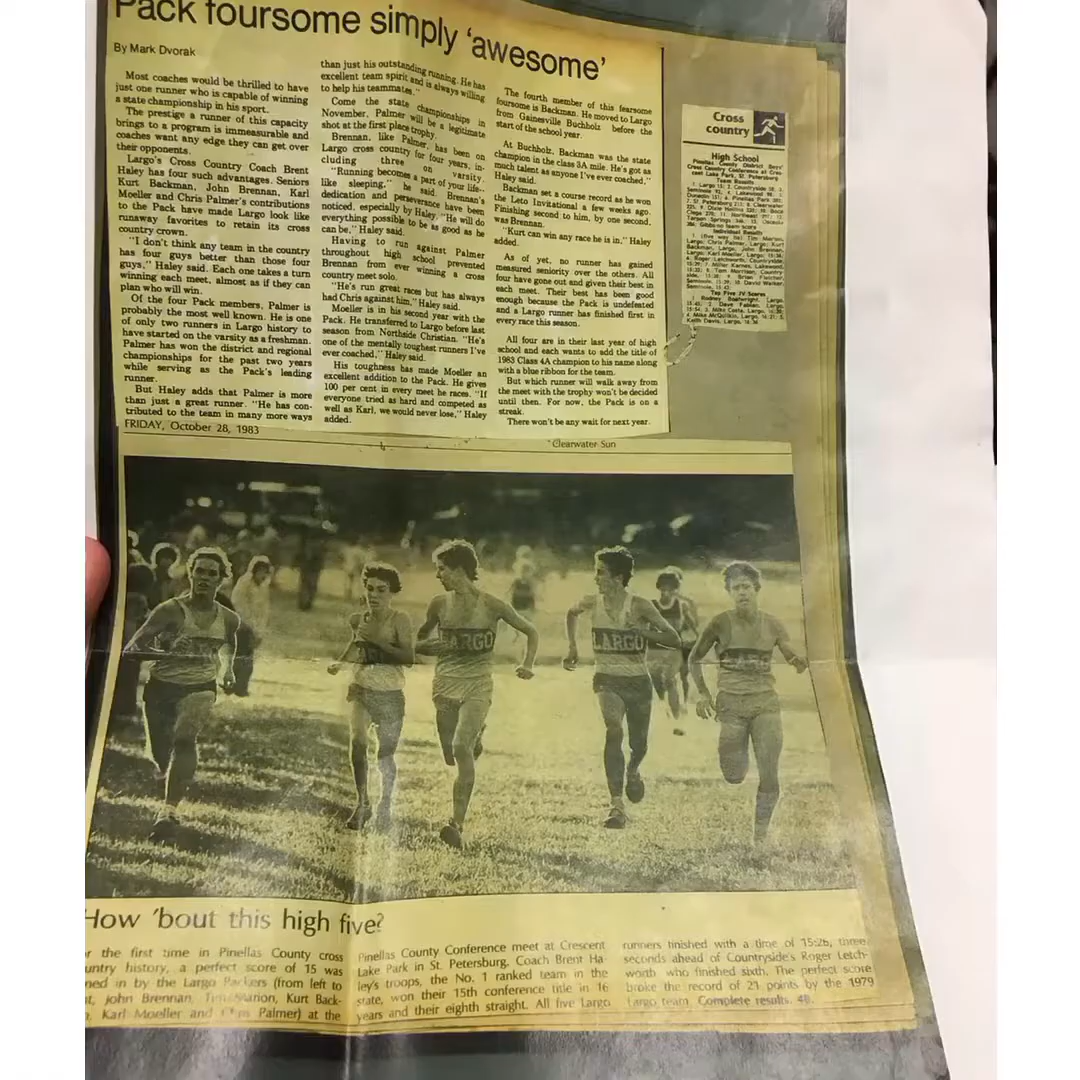 Pack foursome simply 'awesome'
By Mark Dvorak
Most coaches would be thrilled to have
just one runner who is capable of winning
a state championship in his sport.
The prestige a runner of this capacity
brings to a program is immeasurable and
coaches want any edge they can get over
their opponents.
Largo's Cross Country Coach Brent
Haley has four such advantages. Seniors
Kurt Backman, John Brennan, Karl
Moeller and Chris Palmer's contributions
to the Pack have made Largo look like
runaway favorites to retain its cross
country crown.
"I don't think any team in the country
has four guys better than those four
guys," Haley said. Each one takes a turn
winning each meet, almost as if they can
plan who will win.
Of the four Pack members, Palmer is
probably the most well known. He is one
of only two runners in Largo history to
have started on the varsity as a freshman.
Palmer has won the district and regional
championships for the past two years
while serving as the Pack's leading
runner.
But Haley adds that Palmer is more
than just a great runner. "He has con-
tributed to the team in many more ways
than just his outstanding running. He has
excellent team spirit and is always willing
to help his teammates."
Come the state championships in
November, Palmer will be a legitimate
shot at the first place trophy.
Brennan, like Palmer, has been on
Largo cross country for four years, in-
cluding three on varsity.
"Running becomes a part of your life--
like sleeping," he said. Brennan's
dedication and perseverance have been
noticed, especially by Haley. "He will do
everything possible to be as good as he
can be," Haley said.
Having to run against Palmer
throughout high school prevented
Brennan from ever winning a cross
country meet solo.
"He's run great races but has always
had Chris against him," Haley said.
Moeller is in his second year with the
Pack. He transferred to Largo before last
season from Northside Christian. "He's
one of the mentally toughest runners I've
ever coached," Haley said.
His toughness has made Moeller an
excellent addition to the Pack. He gives
100 per cent in every meet he races. "If
everyone tried as hard and competed as
well as Karl, we would never lose," Haley
added.
The fourth member of this fearsome
foursome is Backman. He moved to Largo
from Gainesville Buchholz before the
start of the school year.
At Buchholz, Backman was the state
champion in the class 3A mile. He's got as
much talent as anyone I've ever coached,"
Haley said.
Backman set a course record as he won
the Leto Invitational a few weeks ago.
Finishing second to him, by one second,
was Brennan.
"Kurt can win any race he is in," Haley
added.
As of yet, no runner has gained
measured seniority over the others. All
four have gone out and given their best in
each meet. Their best has been good
enough because the Pack is undefeated
and a Largo runner has finished first in
every race this season.
All four are in their last year of high
school and each wants to add the title of
1983 Class 4A champion to his name along
with a blue ribbon for the team.
But which runner will walk away from
the meet with the trophy won't be decided
until then. For now, the Pack is on a
streak.
There won't be any wait for next year.
Cross
country
High School
Pinellas County District Boys'
Cross Country Conference at Cres-
cent Lake Park, St. Petersburg
Team Results
Individual Results
Top Five JV Scores
FRIDAY, October 28, 1983
Clearwater Sun
LARGO
LARGO
How 'bout this high five?
r the first time in Pinellas County cross
untry history, a perfect score of 15 was
ned in by the Largo Packers (from left to
t, John Brennan, Tim Marion, Kurt Back-
Karl Moeller and Chris Palmer) at the
Pinellas County Conference meet at Crescent
Lake Park in St. Petersburg. Coach Brent Ha-
ley's troops, the No. 1 ranked team in the
state, won their 15th conference title in 16
years and their eighth straight. All five Largo
runners finished with a time of 15:26, three
seconds ahead of Countryside's Roger Letch-
worth who finished sixth. The perfect score
broke the record of 21 points by the 1979
Largo team. Complete results, 4B.